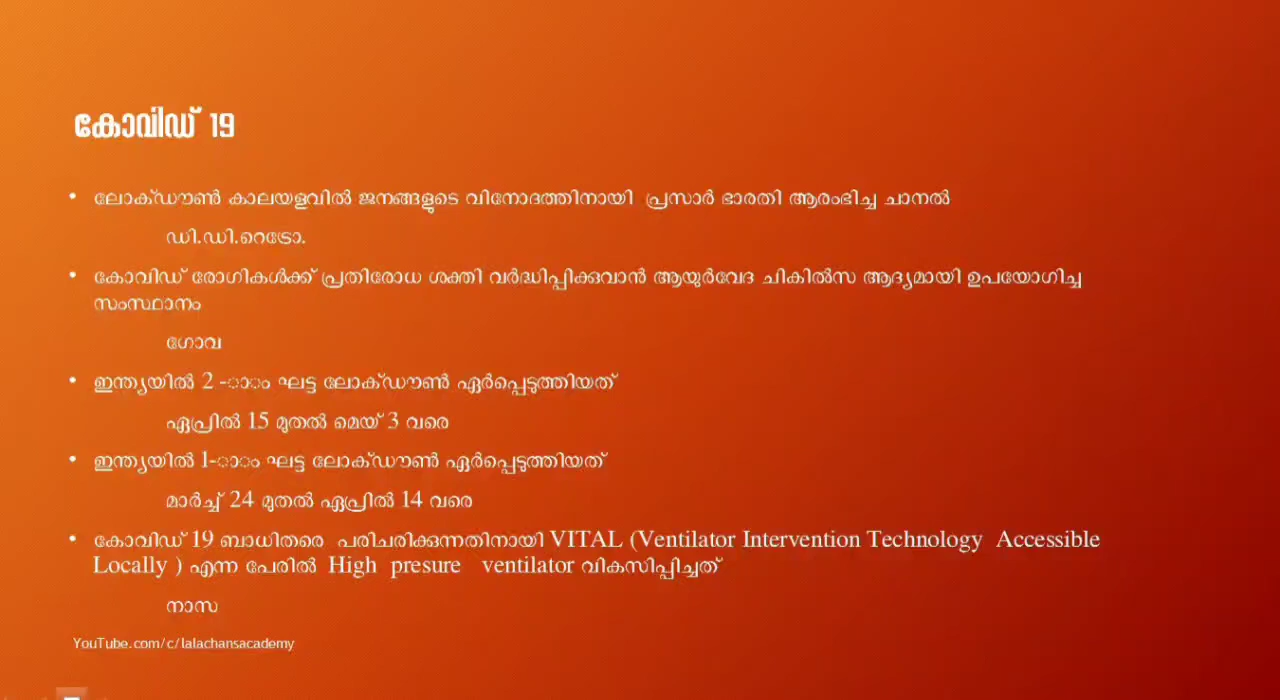 കോവിഡ് 19
• ലോക്ഡൗൺ കാലയളവിൽ ജനങ്ങളുടെ വിനോദത്തിനായി പ്രസാർ ഭാരതി ആരംഭിച്ച ചാനൽ
ഡി.ഡി.റെട്രോ.
• കോവിഡ് രോഗികൾക്ക് പ്രതിരോധ ശക്തി വർദ്ധിപ്പിക്കുവാൻ ആയുർവേദ ചികിൽസ ആദ്യമായി ഉപയോഗിച്ച
സംസ്ഥാനം
ഗോവ
• ഇന്ത്യയിൽ 2 -ാംം ഘട്ട ലോക്ഡൗൺ ഏർപ്പെടുത്തിയത്
ഏപ്രിൽ 15 മുതൽ മെയ് 3 വരെ
• ഇന്ത്യയിൽ 1-ാംം ഘട്ട ലോക്ഡൗൺ ഏർപ്പെടുത്തിയത്
മാർച്ച് 24 മുതൽ ഏപ്രിൽ 14 വരെ
• കോവിഡ് 19 ബാധിതരെ പരിചരിക്കുന്നതിനായി VITAL (Ventilator Intervention Technology Accessible
Locally ) എന്ന പേരിൽ High presure ventilator വികസിപ്പിച്ചത്
നാസ
YouTube.com/c/lalachansacademy